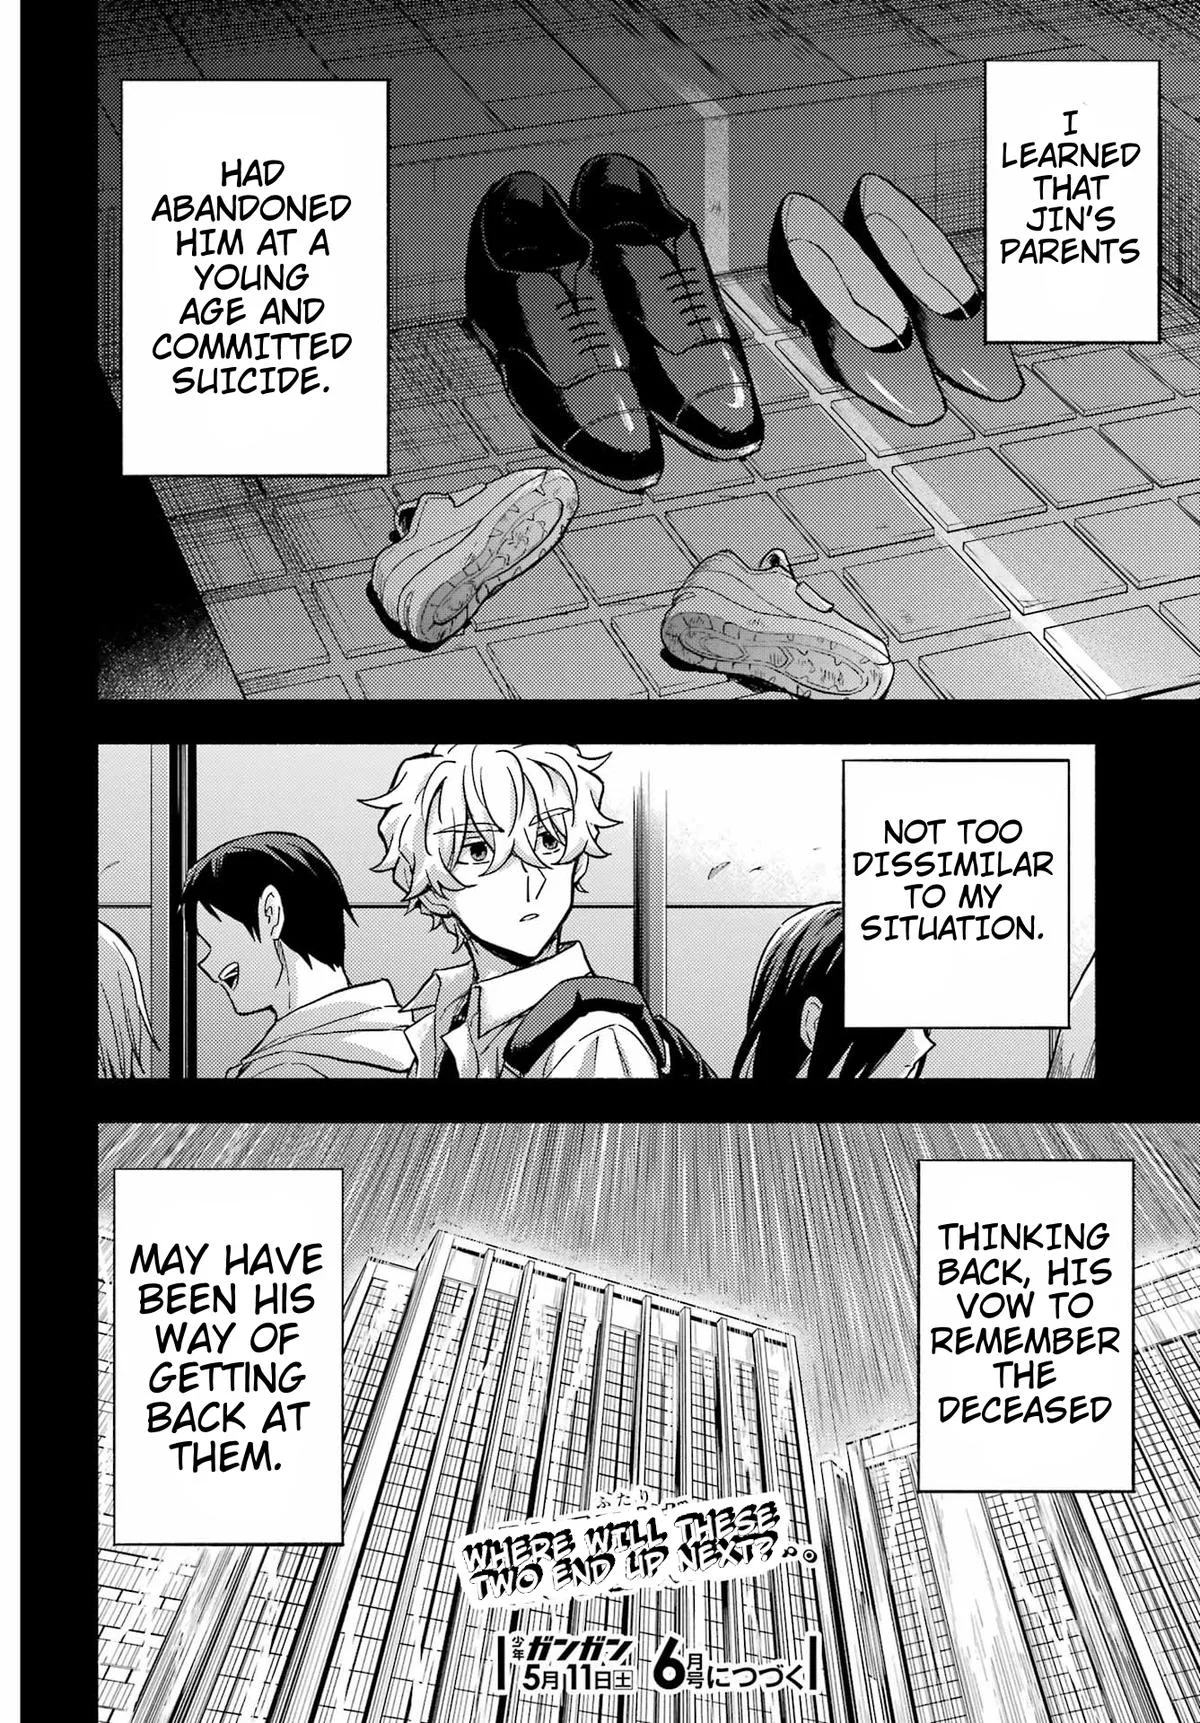 I
LEARNED
THAT
JIN'S
PARENTS
HAD
ABANDONED
HIM AT A
YOUNG
AGE AND
COMMITTED
SUICIDE.
NOT TOO
DISSIMILAR
TO MY
SITUATION.
THINKING
BACK, HIS
VOW TO
REMEMBER
THE
DECEASED
MAY HAVE
BEEN HIS
WAY OF
GETTING
BACK AT
THEM.
ふたり
WHERE WILL THESE
TWO END UP NEXT?
少年ガンガン
5月11日土 6月号につづく